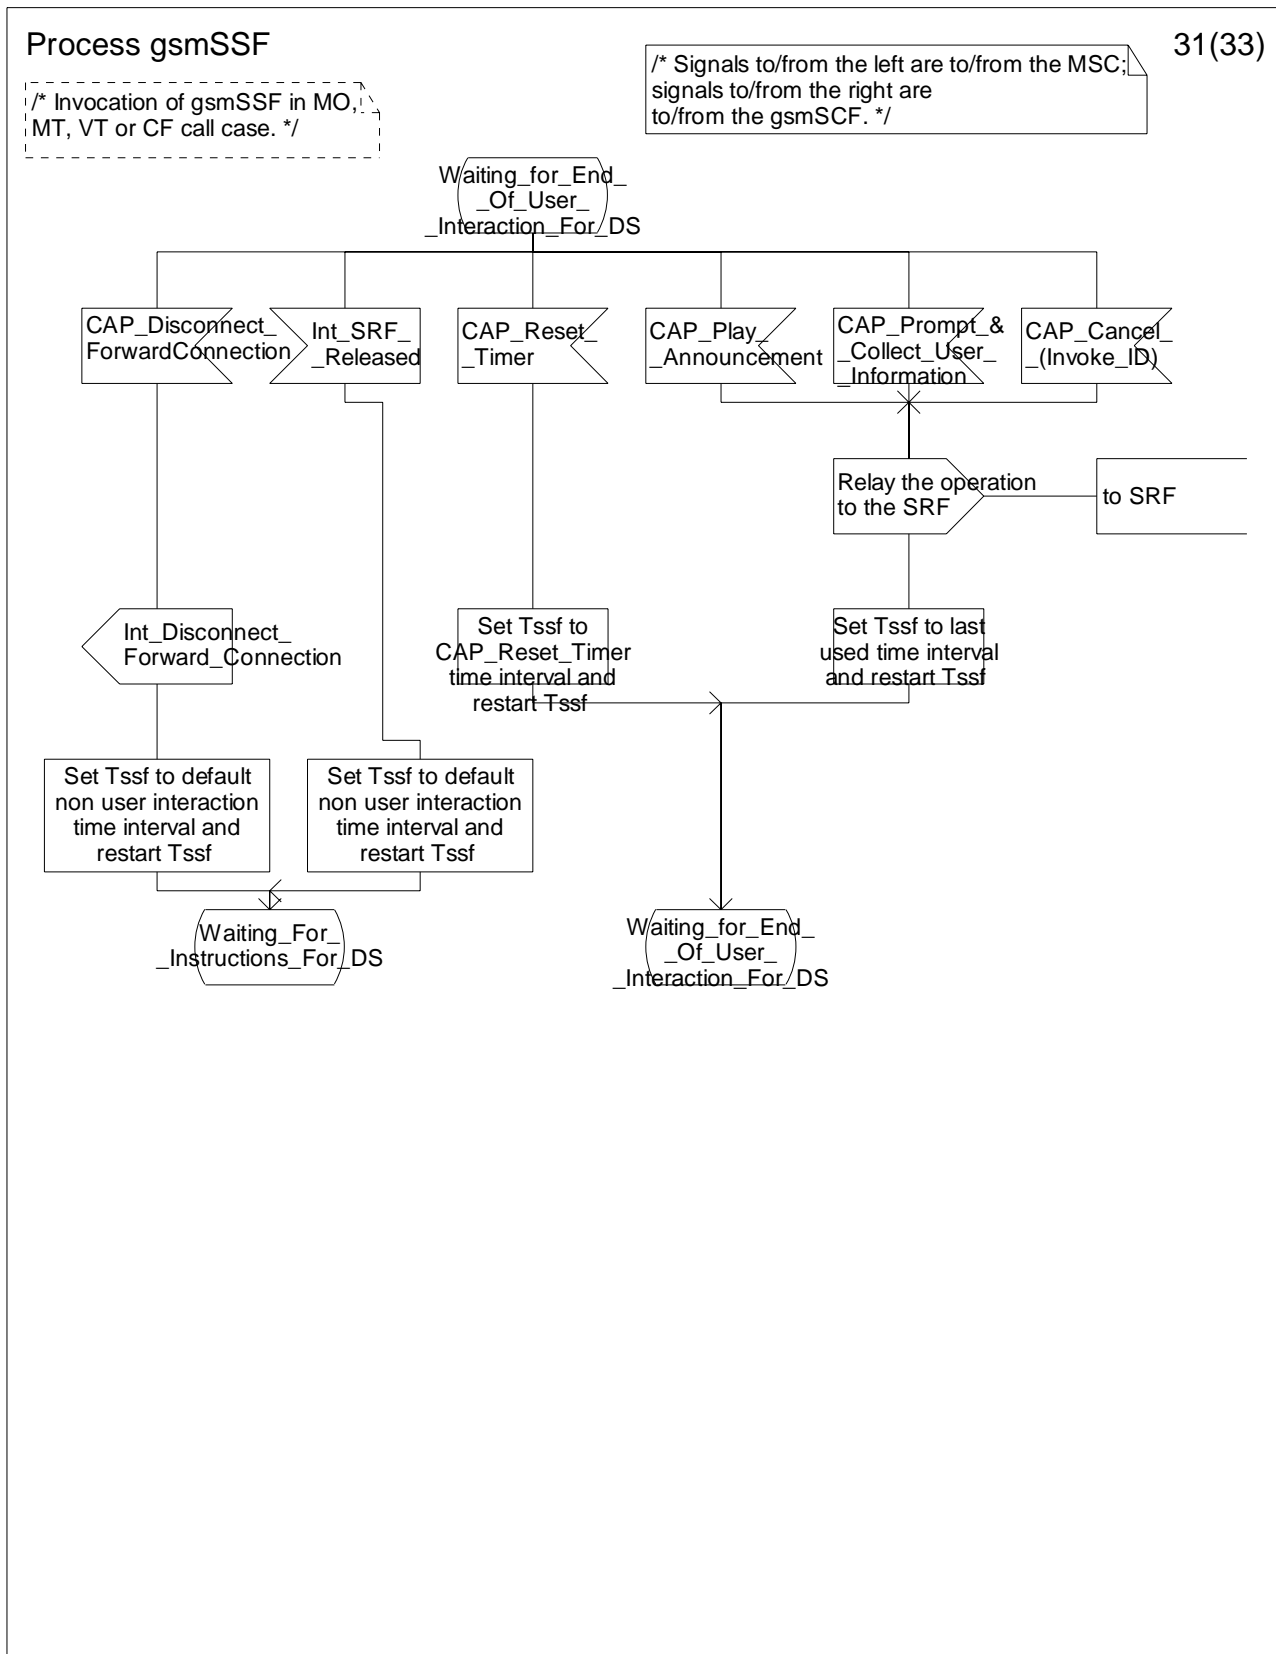 Process gsmSSF
31(33)
/* Invocation of gsmSSF in MO,
MT, VT or CF call case. */
/* Signals to/from the left are to/from the MSC;
signals to/from the right are
to/from the gsmSCF. */
Waiting_for_End_
_Of_User_
_Interaction_For_DS
CAP_Disconnect_
ForwardConnection
Int_SRF_
_Released
CAP_Reset_
_Timer
CAP_Play_
_Announcement
CAP_Prompt_&
_Collect_User_
_Information
CAP_Cancel_
_(Invoke_ID)
Relay the operation
to the SRF
to SRF
Int_Disconnect_
Forward_Connection
Set Tssf to
CAP_Reset_Timer
time interval and
restart Tssf
Set Tssf to last
used time interval
and restart Tssf
Set Tssf to default
non user interaction
time interval and
restart Tssf
Set Tssf to default
non user interaction
time interval and
restart Tssf
Waiting_For_
_Instructions_For_DS
Waiting_for_End_
_Of_User_
_Interaction_For_DS